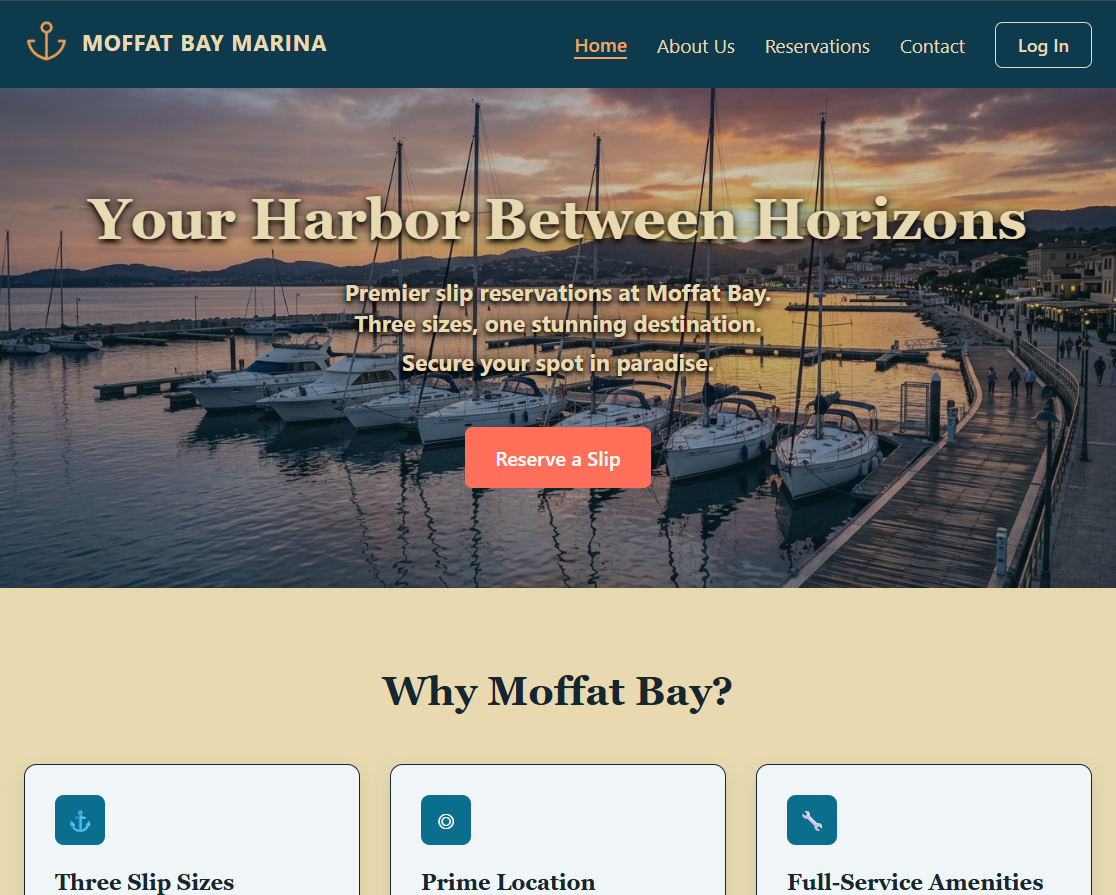 MOFFAT BAY MARINA
Home
About Us
Reservations
Contact
Log In
Your Harbor Between Horizons
Premier slip reservations at Moffat Bay.
Three sizes, one stunning destination.
Secure your spot in paradise.
Reserve a Slip
Why Moffat Bay?
Three Slip Sizes
Prime Location
Full-Service Amenities